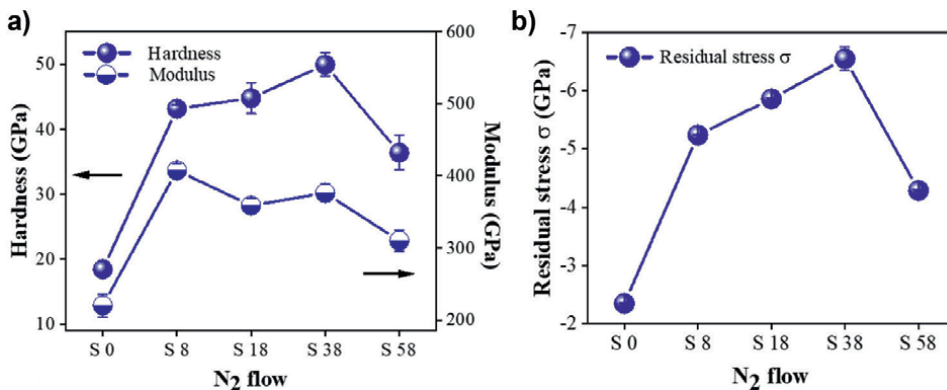 a)
Hardness
Modulus
Hardness (GPa)
50
40
30
20
10
600
500
400
300
200
Modulus (GPa)
S 0
S 8
S 18
S 38
S 58
N2 flow
b)
Residual stress σ
Residual stress σ (GPa)
-7
-6
-5
-4
-3
-2
S 0
S 8
S 18
S 38
S 58
N2 flow